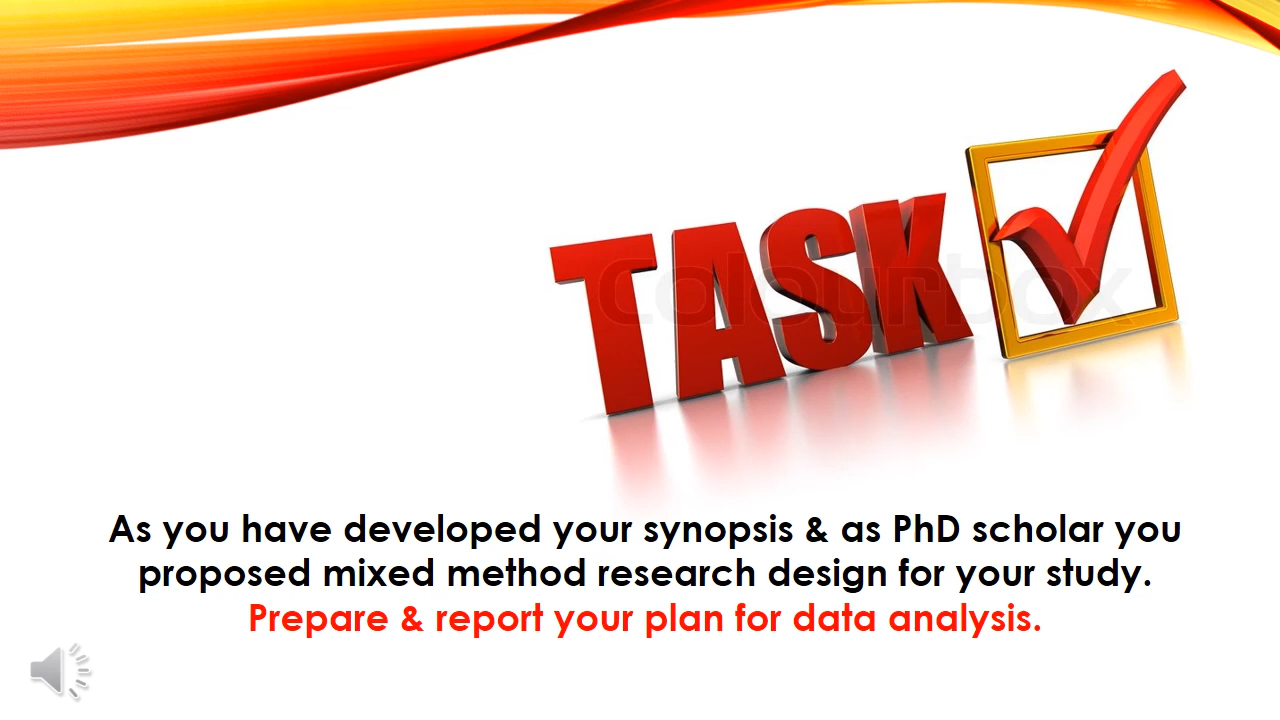 TASK
colourbox
As you have developed your synopsis & as PhD scholar you
proposed mixed method research design for your study.
Prepare & report your plan for data analysis.